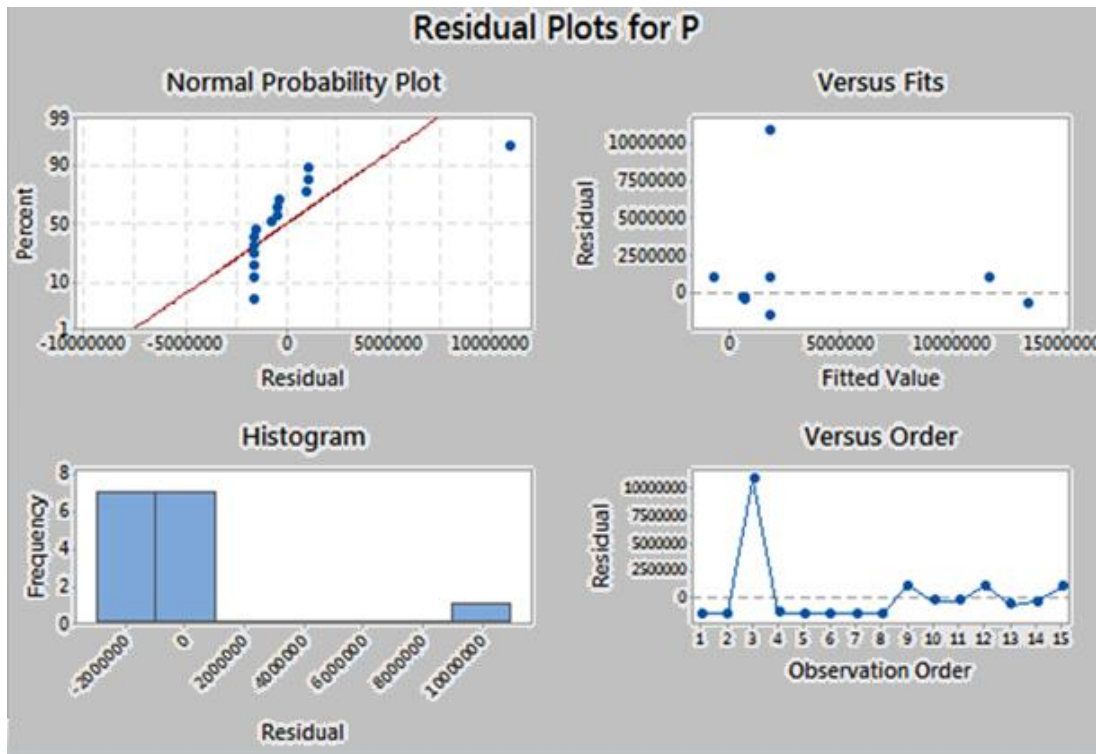 Residual Plots for P
Normal Probability Plot
99
90
50
10
1
Percent
-10000000 -5000000 0 5000000 10000000
Residual
Versus Fits
10000000
7500000
5000000
2500000
0
Residual
0 5000000 10000000 15000000
Fitted Value
Histogram
8
6
4
2
0
Frequency
-2000000 0 2000000 4000000 6000000 8000000 10000000
Residual
Versus Order
10000000
7500000
5000000
2500000
0
Residual
1 2 3 4 5 6 7 8 9 10 11 12 13 14 15
Observation Order